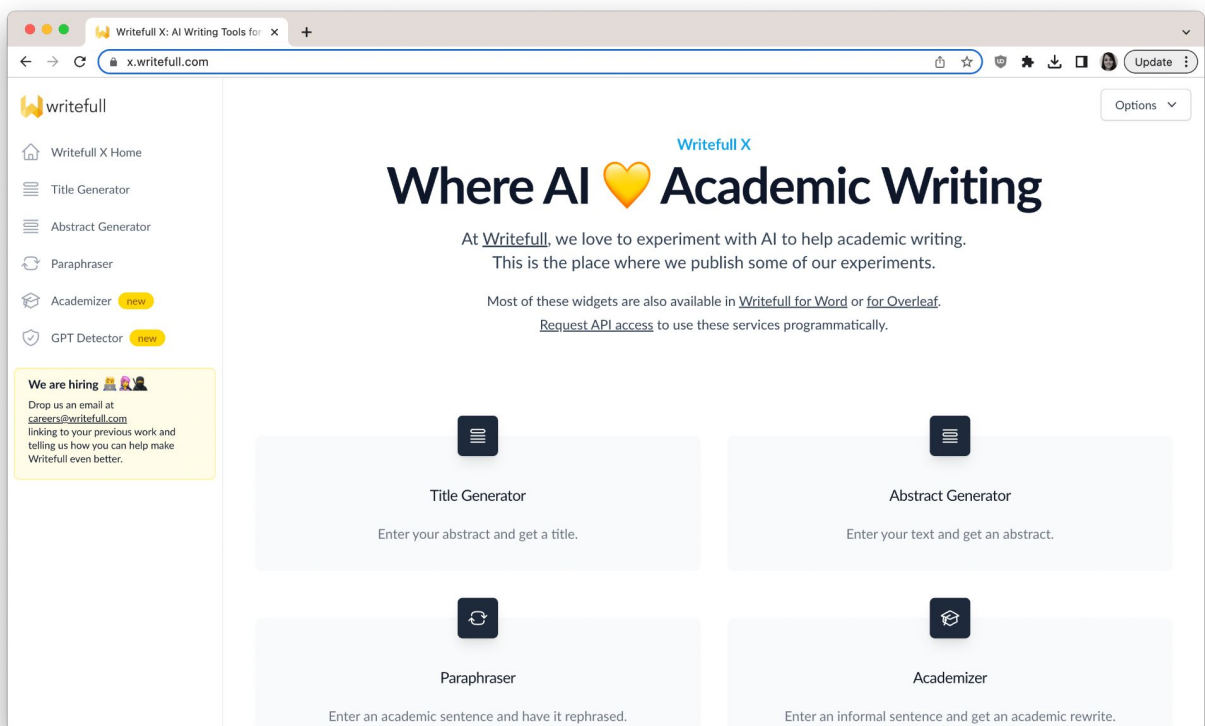 Writefull X: AI Writing Tools for
x.writefull.com
Update
writefull
Options
Writefull X Home
Title Generator
Abstract Generator
Paraphraser
Academizer new
GPT Detector new
We are hiring
Drop us an email at
careers@writefull.com
linking to your previous work and
telling us how you can help make
Writefull even better.
Writefull X
Where AI 💛 Academic Writing
At Writefull, we love to experiment with AI to help academic writing.
This is the place where we publish some of our experiments.
Most of these widgets are also available in Writefull for Word or for Overleaf.
Request API access to use these services programmatically.
Title Generator
Enter your abstract and get a title.
Abstract Generator
Enter your text and get an abstract.
Paraphraser
Enter an academic sentence and have it rephrased.
Academizer
Enter an informal sentence and get an academic rewrite.